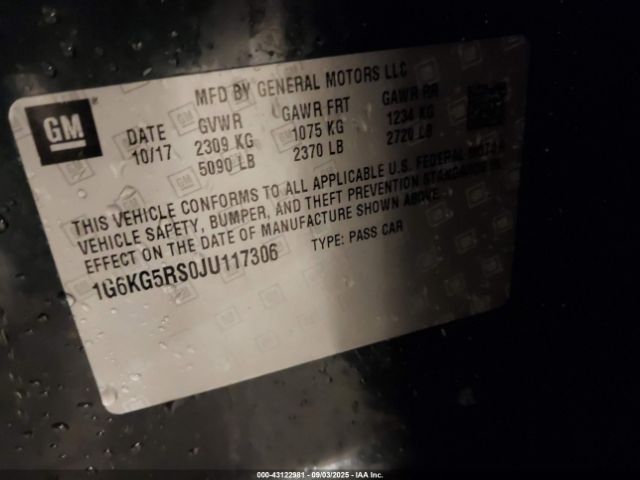 MFD BY GENERAL MOTORS LLC
GM
DATE GVWR GAWR FRT GAWR RR
10/17 2309 KG 1075 KG 1234 KG
5090 LB 2370 LB 2720 LB
THIS VEHICLE CONFORMS TO ALL APPLICABLE U.S. FEDERAL MOTOR
VEHICLE SAFETY, BUMPER, AND THEFT PREVENTION STANDARDS IN
EFFECT ON THE DATE OF MANUFACTURE SHOWN ABOVE.
1G6KG5RS0JU117306 TYPE: PASS CAR
000-43122981 - 09/03/2025 - IAA Inc.